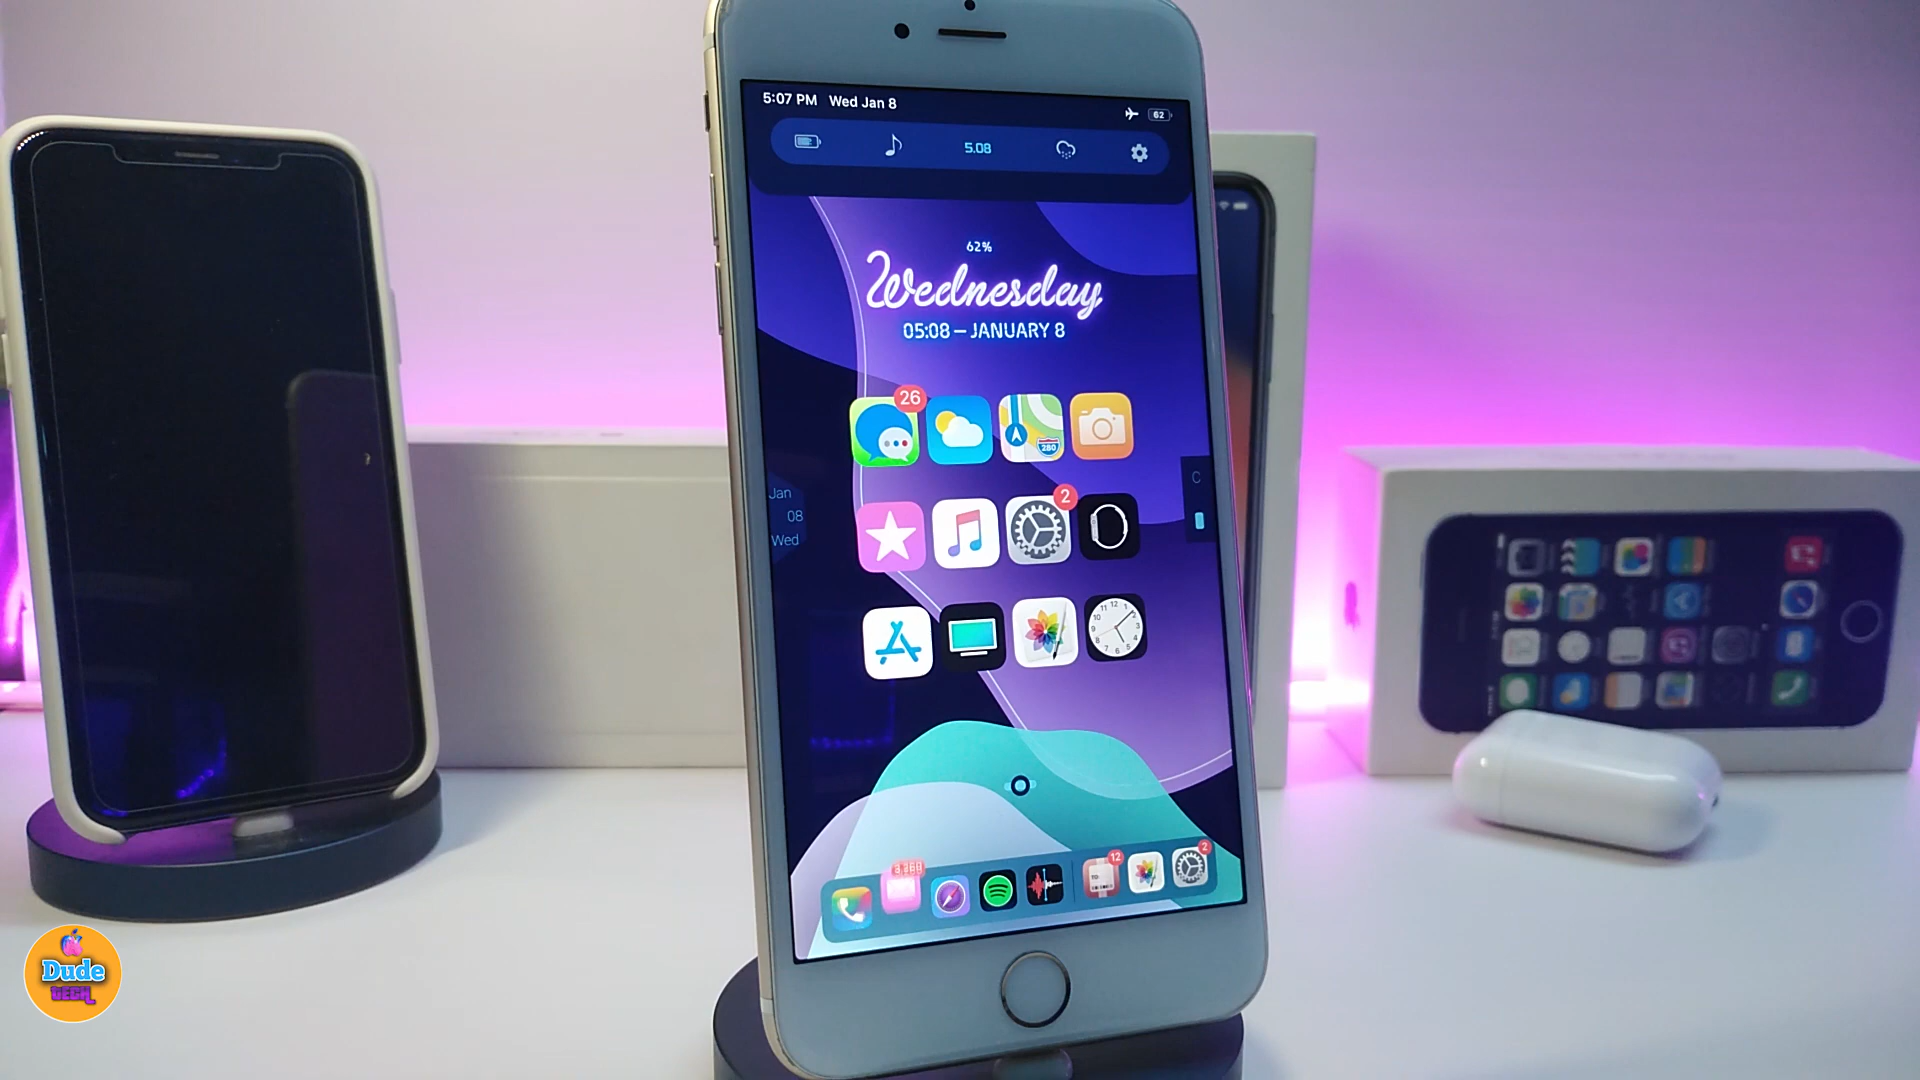 5:07 PM Wed Jan 8
62
5.08
62%
Wednesday
05:08 — JANUARY 8
26
280
Jan
08
Wed
C
2
12
2
Dude
TECH